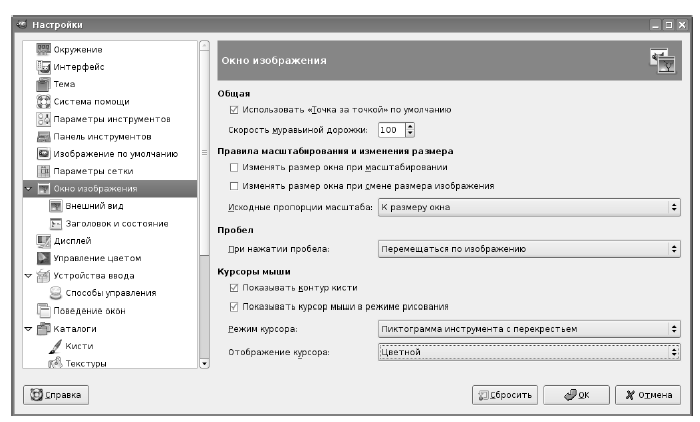 Настройки
Окружение
Интерфейс
Тема
Система помощи
Параметры инструментов
Панель инструментов
Изображение по умолчанию
Параметры сетки
Окно изображения
Внешний вид
Заголовок и состояние
Дисплей
Управление цветом
Устройства ввода
Способы управления
Поведение окон
Каталоги
Кисти
Текстуры
Окно изображения
Общая
Использовать «Точка за точкой» по умолчанию
Скорость муравьиной дорожки: 100
Правила масштабирования и изменения размера
Изменять размер окна при масштабировании
Изменять размер окна при смене размера изображения
Исходные пропорции масштаба: К размеру окна
Пробел
При нажатии пробела: Перемещаться по изображению
Курсоры мыши
Показывать контур кисти
Показывать курсор мыши в режиме рисования
Режим курсора: Пиктограмма инструмента с перекрестьем
Отображение курсора: Цветной
Справка Сбросить OK Отмена